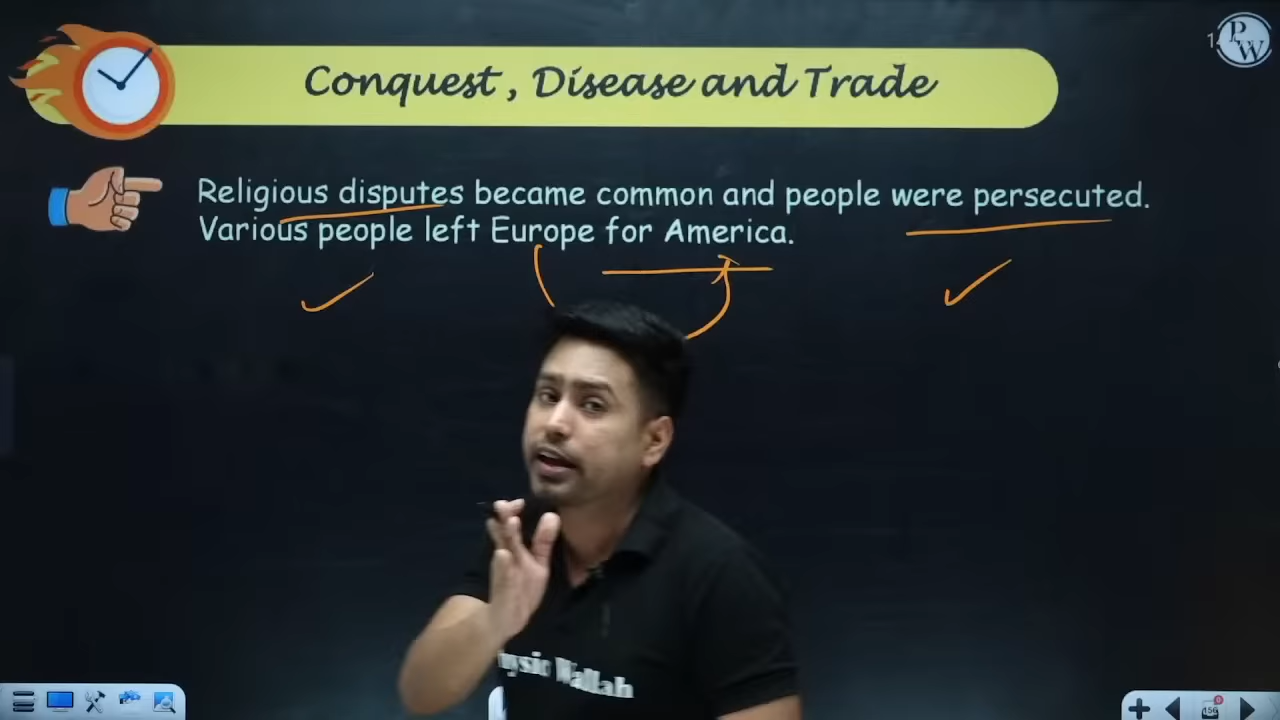 PW
Conquest , Disease and Trade
Religious disputes became common and people were persecuted.
Various people left Europe for America.
Wallah
156